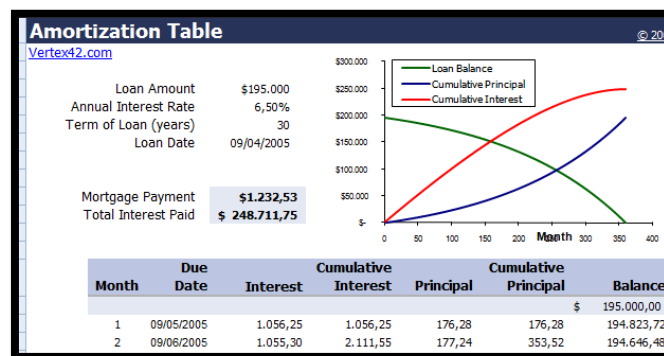 Amortization Table
© 20
Vertex42.com
Loan Amount $195.000
Annual Interest Rate 6,50%
Term of Loan (years) 30
Loan Date 09/04/2005
Mortgage Payment $1.232,53
Total Interest Paid $ 248.711,75
$300.000
$250.000
$200.000
$150.000
$100.000
$50.000
$-
Loan Balance
Cumulative Principal
Cumulative Interest
0 50 100 150 200 250 300 350 400
Month
Month Due Date Interest Cumulative Interest Principal Cumulative Principal Balance
$ 195.000,00
1 09/05/2005 1.056,25 1.056,25 176,28 176,28 194.823,72
2 09/06/2005 1.055,30 2.111,55 177,24 353,52 194.646,48